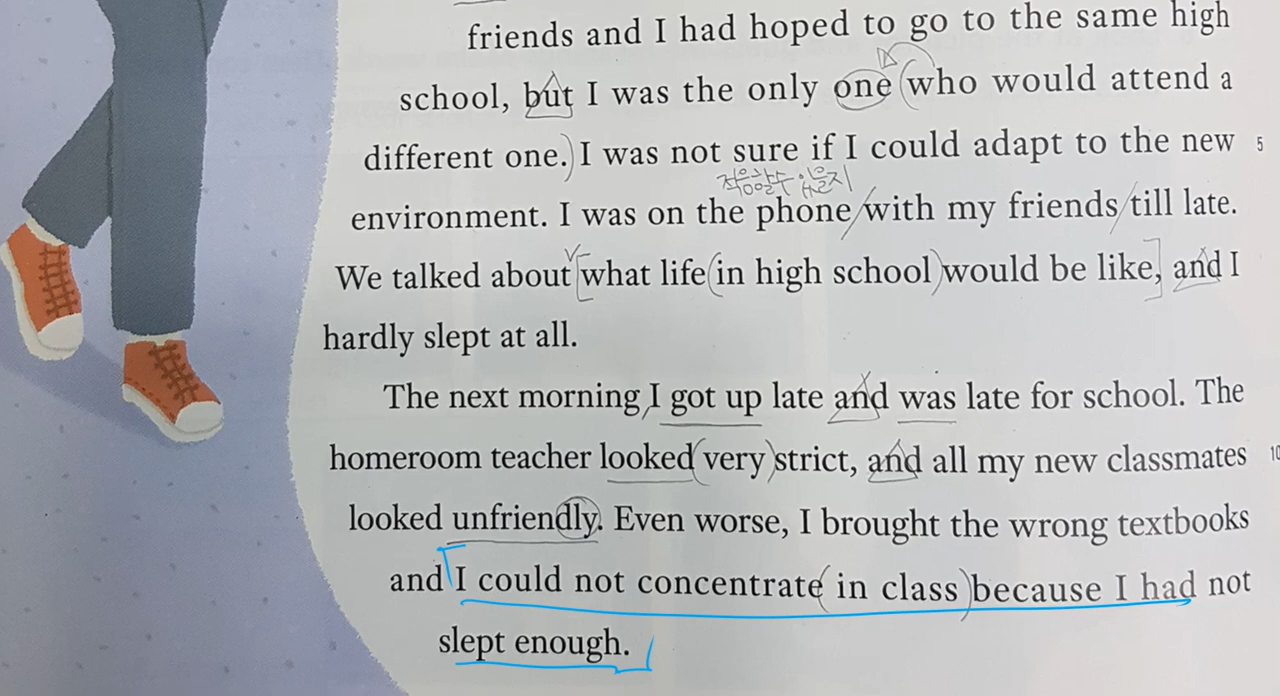 friends and I had hoped to go to the same high
school, but I was the only one who would attend a
different one. I was not sure if I could adapt to the new 5
적응할 수 있을지
environment. I was on the phone with my friends till late.
We talked about what life in high school would be like, and I
hardly slept at all.
The next morning I got up late and was late for school. The
homeroom teacher looked very strict, and all my new classmates 10
looked unfriendly. Even worse, I brought the wrong textbooks
and I could not concentrate in class because I had not
slept enough.